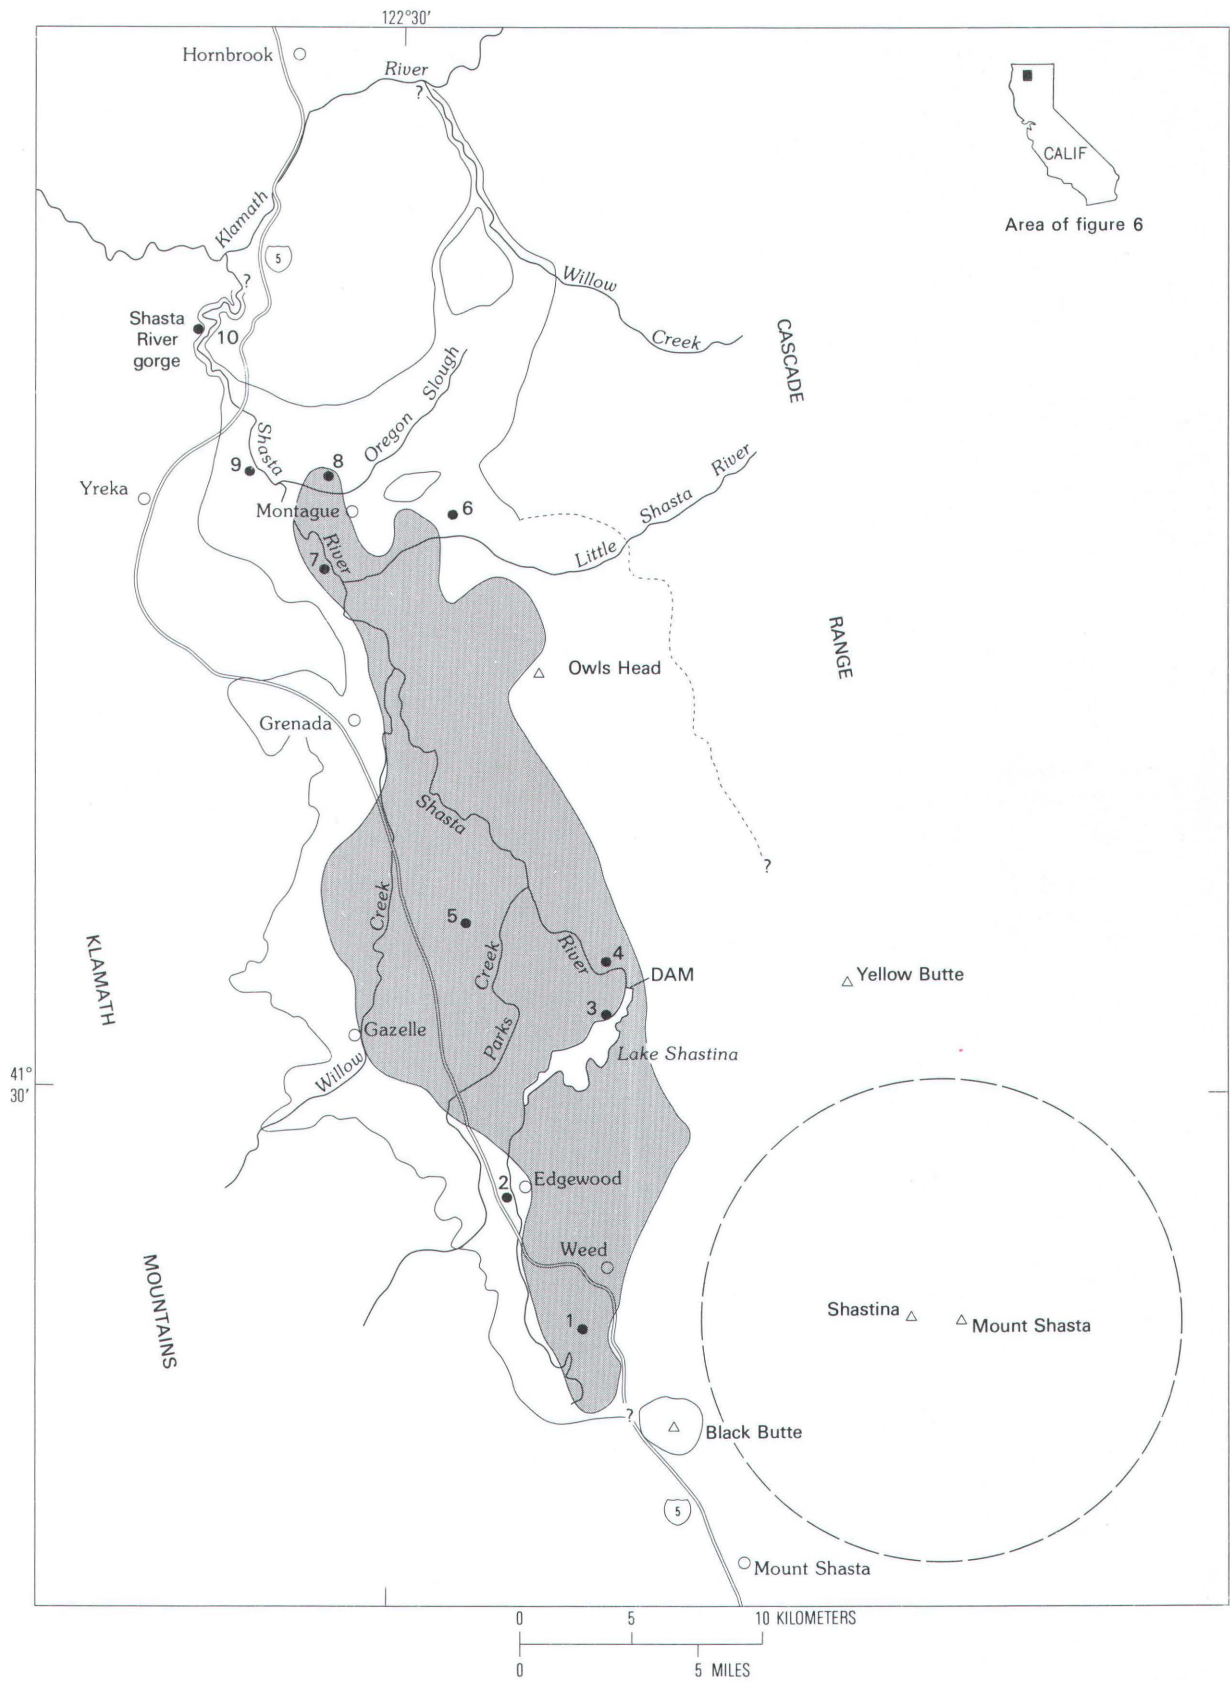 122°30′
Hornbrook
River
?
CALIF
Area of figure 6
Klamath
5
?
Willow
Creek
Shasta
River
gorge
10
CASCADE
Slough
Oregon
Shasta
9
8
River
Yreka
Montague
6
Shasta
Little
River
7
RANGE
Owls Head
Grenada
Shasta
?
Creek
5
KLAMATH
Creek
River
4
DAM
Yellow Butte
3
Gazelle
Parks
Lake Shastina
Willow
41°
30′
2
Edgewood
Weed
MOUNTAINS
1
Shastina
Mount Shasta
?
Black Butte
5
Mount Shasta
0 5 10 KILOMETERS
0 5 MILES